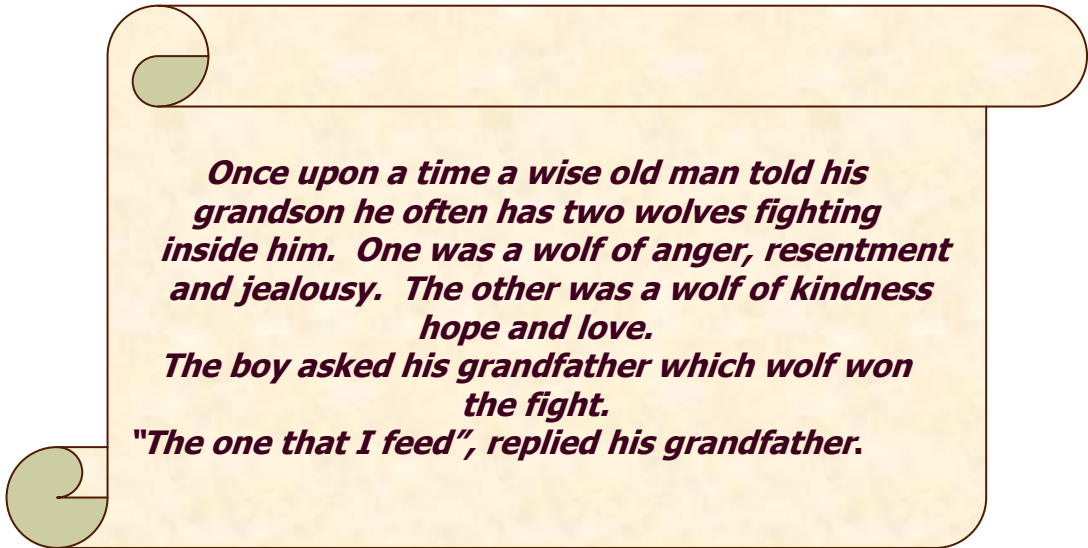 Once upon a time a wise old man told his
grandson he often has two wolves fighting
inside him.  One was a wolf of anger, resentment
and jealousy.  The other was a wolf of kindness
hope and love.
The boy asked his grandfather which wolf won
the fight.
“The one that I feed”, replied his grandfather.